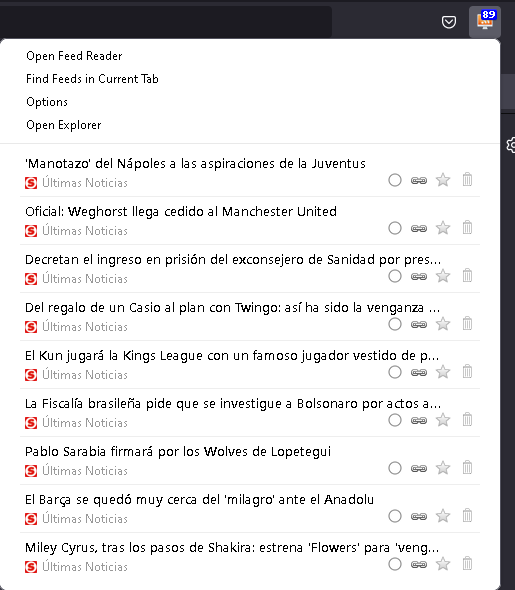 89
Open Feed Reader
Find Feeds in Current Tab
Options
Open Explorer
'Manotazo' del Nápoles a las aspiraciones de la Juventus
S Últimas Noticias
Oficial: Weghorst llega cedido al Manchester United
S Últimas Noticias
Decretan el ingreso en prisión del exconsejero de Sanidad por pres...
S Últimas Noticias
Del regalo de un Casio al plan con Twingo: así ha sido la venganza ...
S Últimas Noticias
El Kun jugará la Kings League con un famoso jugador vestido de p...
S Últimas Noticias
La Fiscalía brasileña pide que se investigue a Bolsonaro por actos a...
S Últimas Noticias
Pablo Sarabia firmará por los Wolves de Lopetegui
S Últimas Noticias
El Barça se quedó muy cerca del 'milagro' ante el Anadolu
S Últimas Noticias
Miley Cyrus, tras los pasos de Shakira: estrena 'Flowers' para 'veng...
S Últimas Noticias